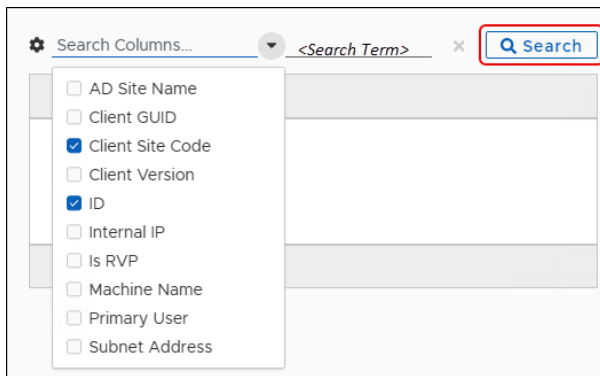 Search Columns... <Search Term> × Search
AD Site Name
Client GUID
Client Site Code
Client Version
ID
Internal IP
Is RVP
Machine Name
Primary User
Subnet Address